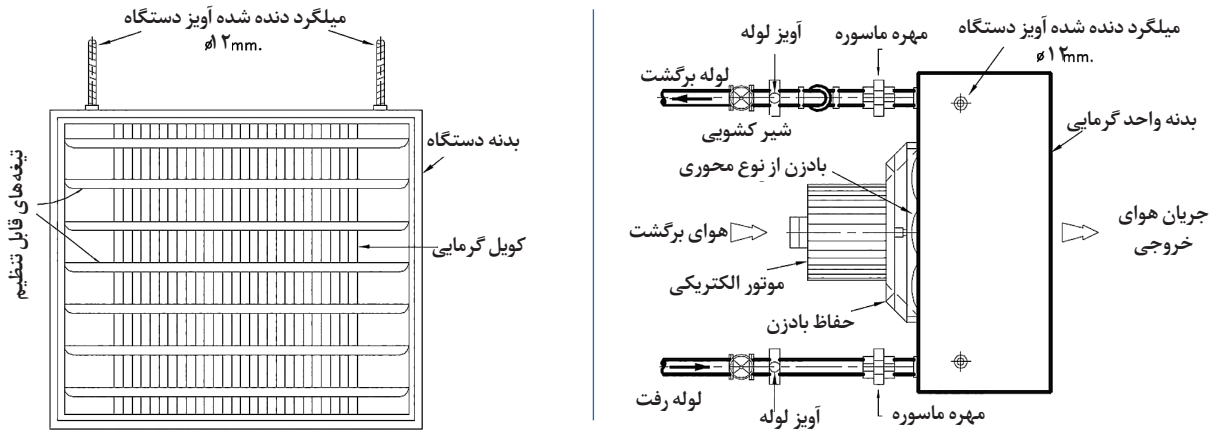 میلگرد دنده شده آویز دستگاه
ø۱۲mm.
آویز لوله
مهره ماسوره
لوله برگشت
شیر کشویی
بدنه واحد گرمایی
بادزن از نوع محوری
هوای برگشت
جریان هوای
خروجی
موتور الکتریکی
حفاظ بادزن
لوله رفت
آویز لوله
مهره ماسوره
میلگرد دنده شده آویز دستگاه
ø۱۲mm.
بدنه دستگاه
تیغه‌های قابل تنظیم
کویل گرمایی